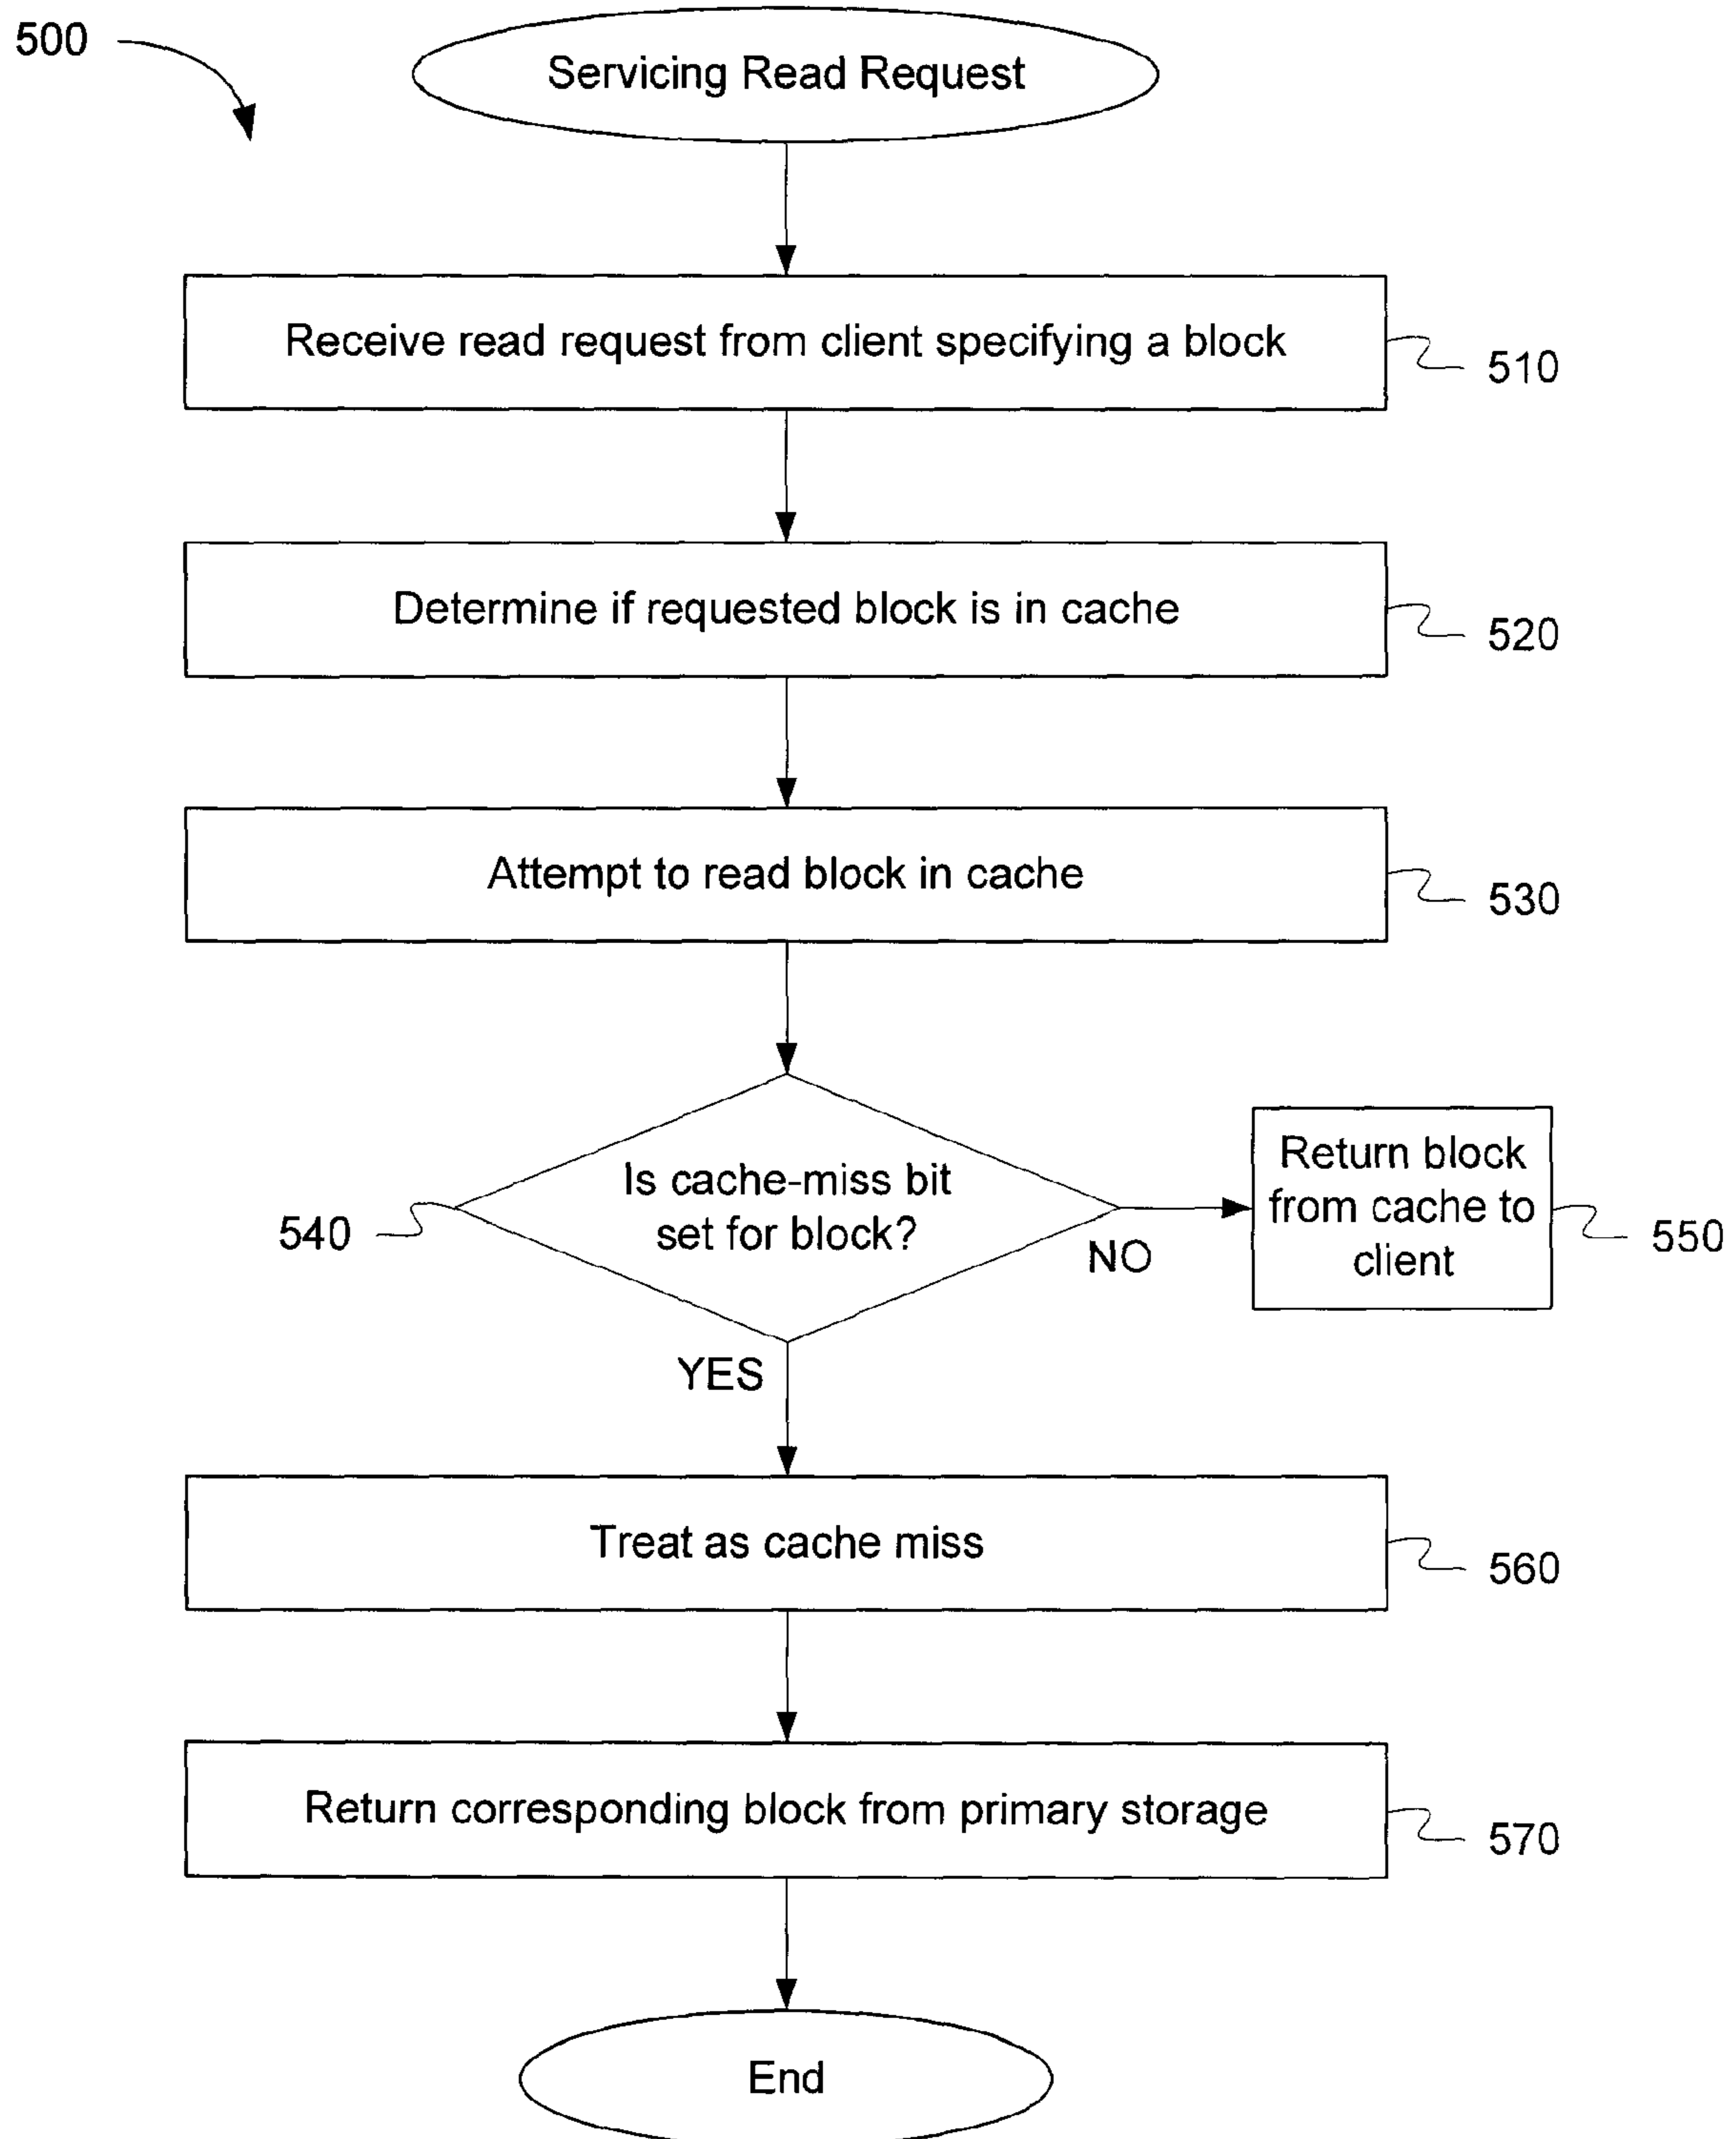 500
Servicing Read Request
Receive read request from client specifying a block
510
Determine if requested block is in cache
520
Attempt to read block in cache
530
Is cache-miss bit
set for block?
540
NO
Return block
from cache to
client
550
YES
Treat as cache miss
560
Return corresponding block from primary storage
570
End